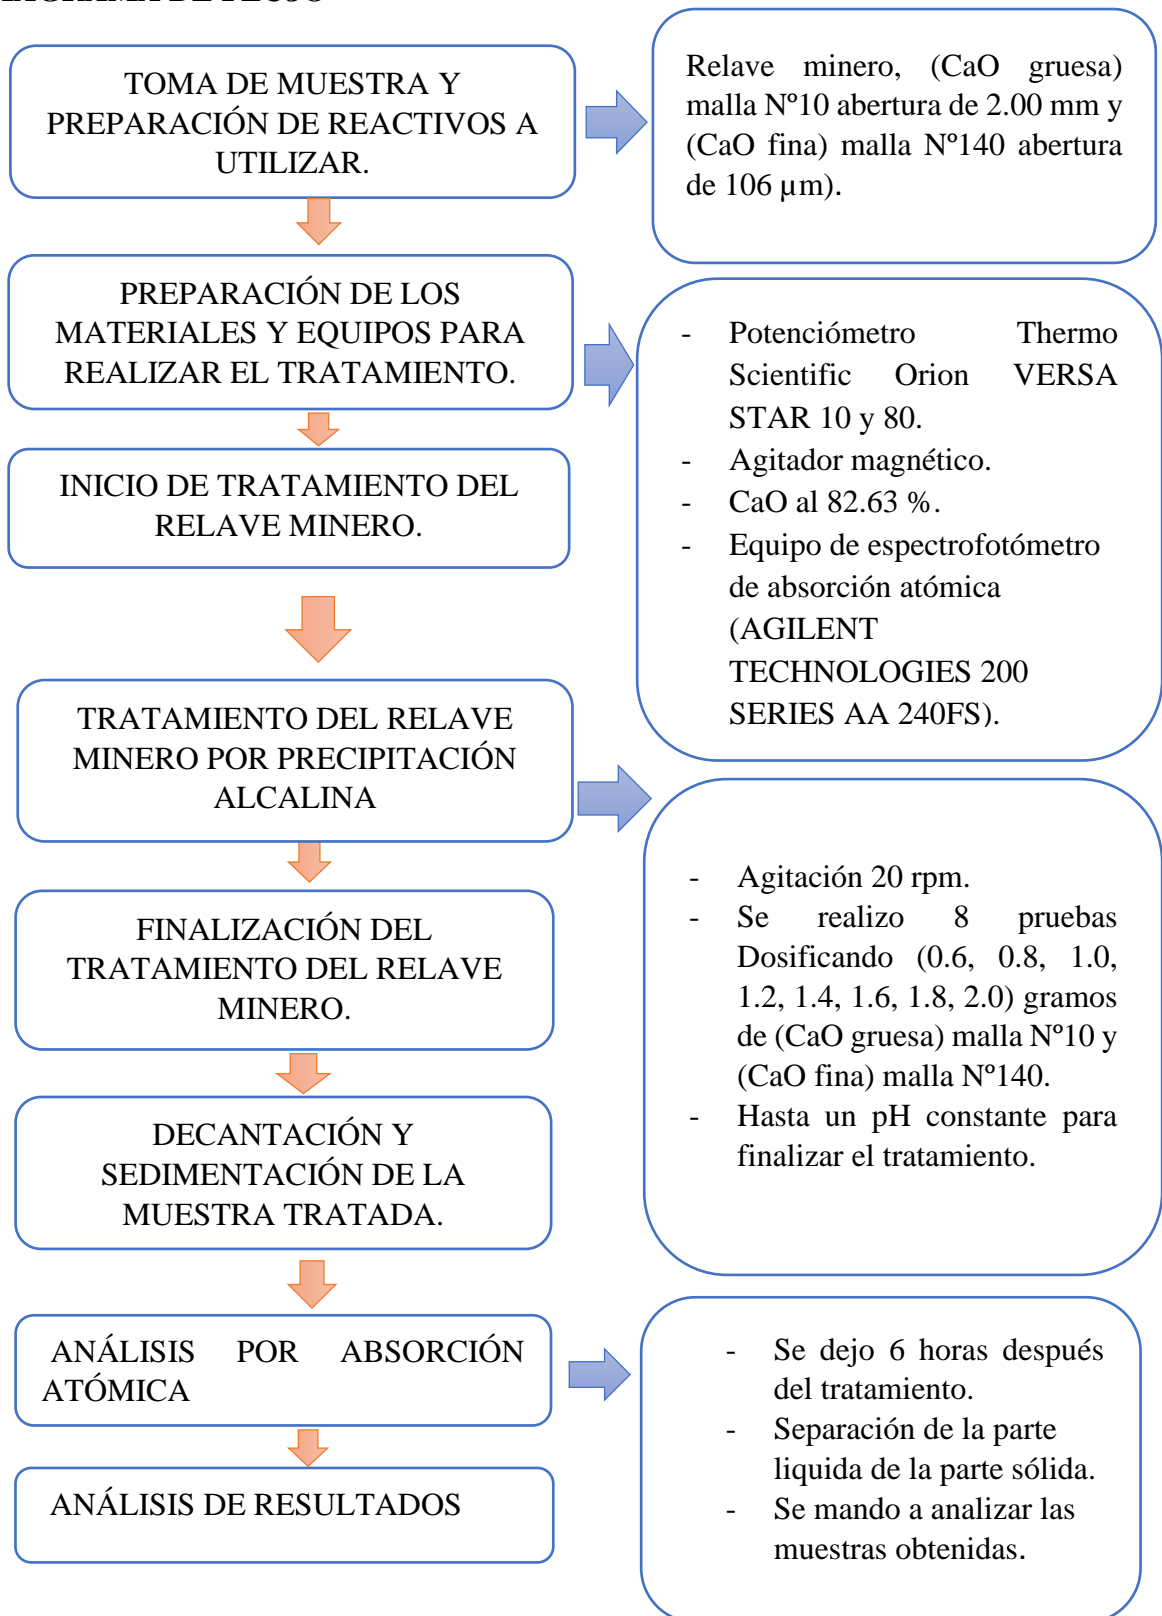 TOMA DE MUESTRA Y
PREPARACIÓN DE REACTIVOS A
UTILIZAR.
Relave minero, (CaO gruesa)
malla Nº10 abertura de 2.00 mm y
(CaO fina) malla Nº140 abertura
de 106 µm).
PREPARACIÓN DE LOS
MATERIALES Y EQUIPOS PARA
REALIZAR EL TRATAMIENTO.
- Potenciómetro Thermo
Scientific Orion VERSA
STAR 10 y 80.
- Agitador magnético.
- CaO al 82.63 %.
- Equipo de espectrofotómetro
de absorción atómica
(AGILENT
TECHNOLOGIES 200
SERIES AA 240FS).
INICIO DE TRATAMIENTO DEL
RELAVE MINERO.
TRATAMIENTO DEL RELAVE
MINERO POR PRECIPITACIÓN
ALCALINA
- Agitación 20 rpm.
- Se realizo 8 pruebas
Dosificando (0.6, 0.8, 1.0,
1.2, 1.4, 1.6, 1.8, 2.0) gramos
de (CaO gruesa) malla Nº10 y
(CaO fina) malla Nº140.
- Hasta un pH constante para
finalizar el tratamiento.
FINALIZACIÓN DEL
TRATAMIENTO DEL RELAVE
MINERO.
DECANTACIÓN Y
SEDIMENTACIÓN DE LA
MUESTRA TRATADA.
ANÁLISIS POR ABSORCIÓN
ATÓMICA
- Se dejo 6 horas después
del tratamiento.
- Separación de la parte
liquida de la parte sólida.
- Se mando a analizar las
muestras obtenidas.
ANÁLISIS DE RESULTADOS